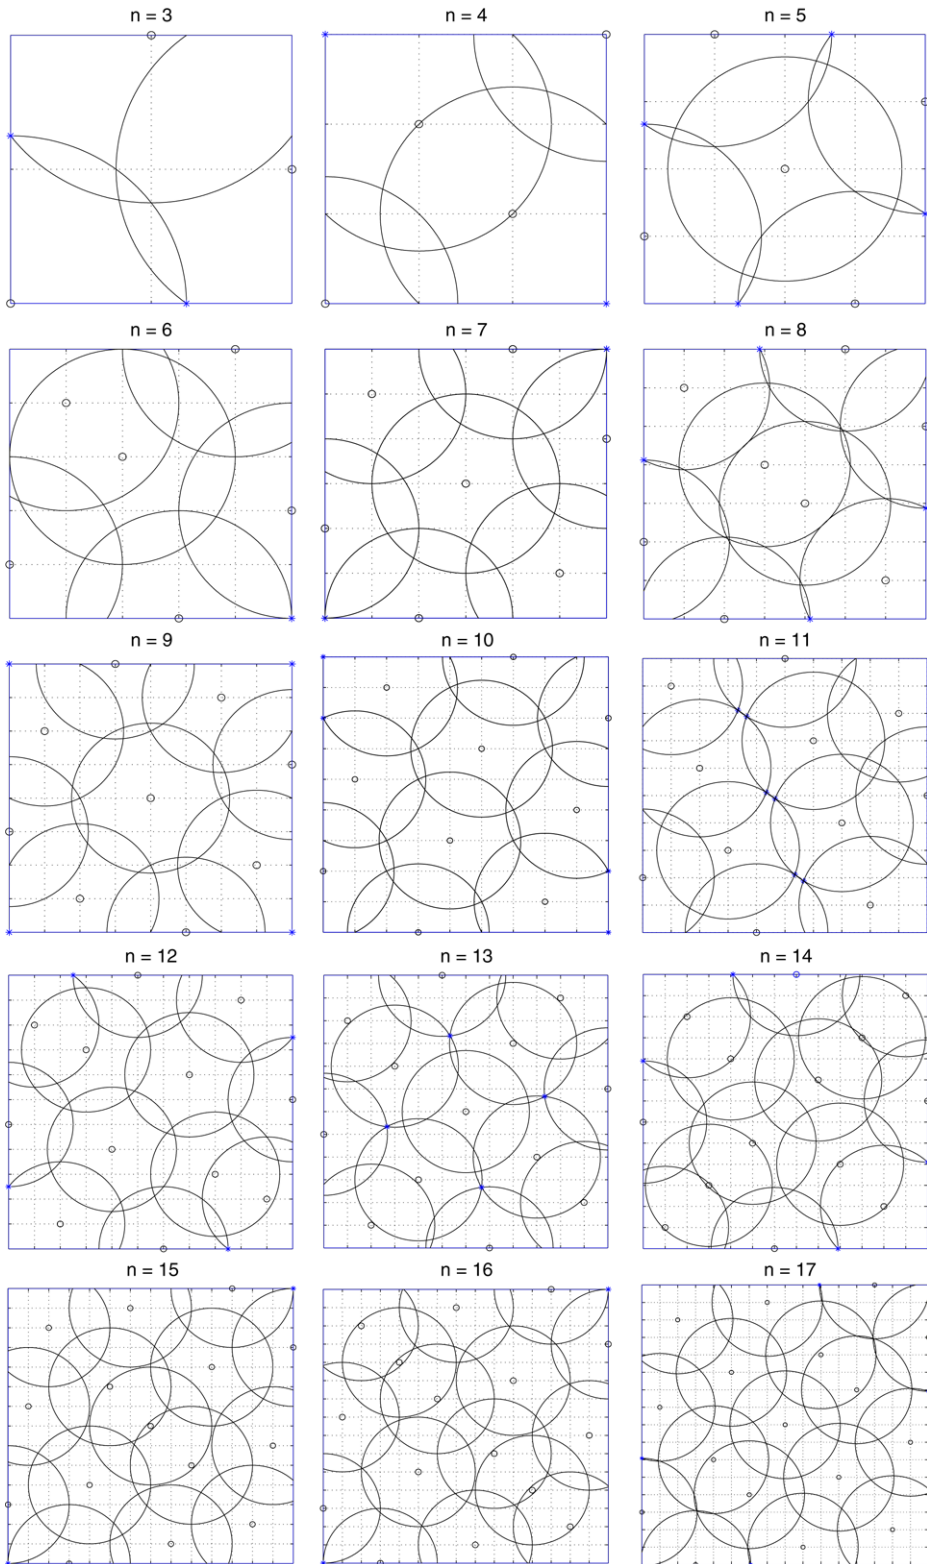 n = 3 n = 4 n = 5
n = 6 n = 7 n = 8
n = 9 n = 10 n = 11
n = 12 n = 13 n = 14
n = 15 n = 16 n = 17